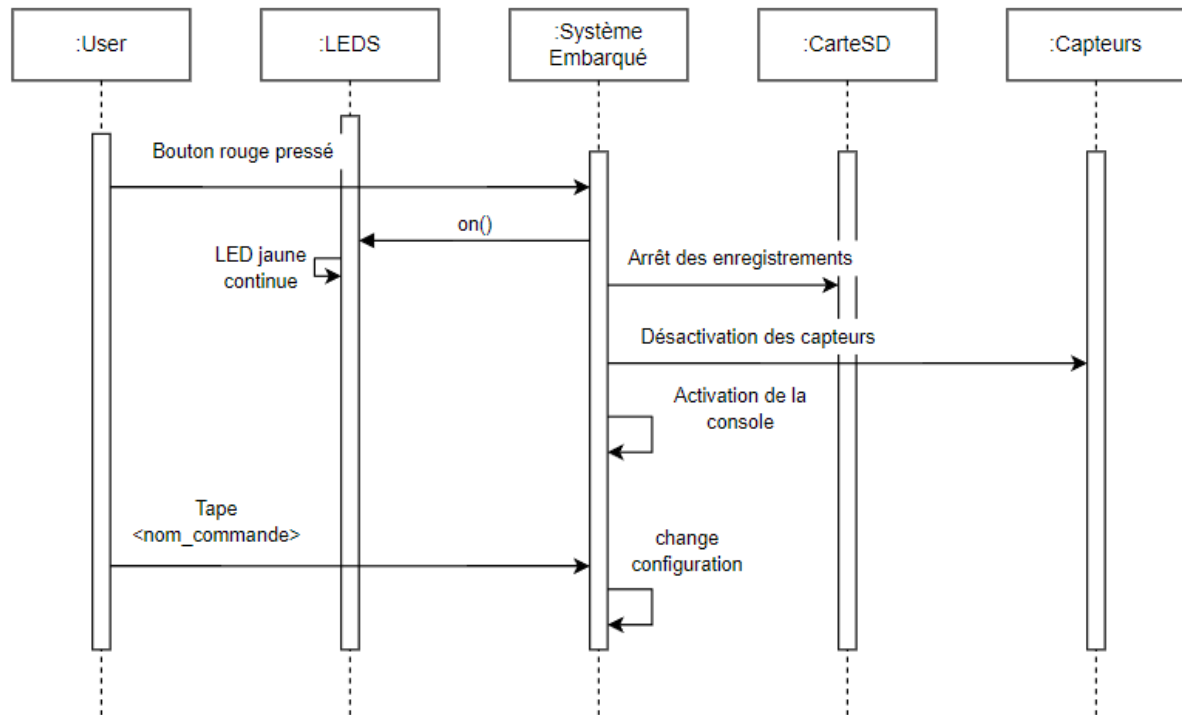 :User
:LEDS
:Système
Embarqué
:CarteSD
:Capteurs
Bouton rouge pressé
on()
LED jaune
continue
Arrêt des enregistrements
Désactivation des capteurs
Activation de la
console
Tape
<nom_commande>
change
configuration